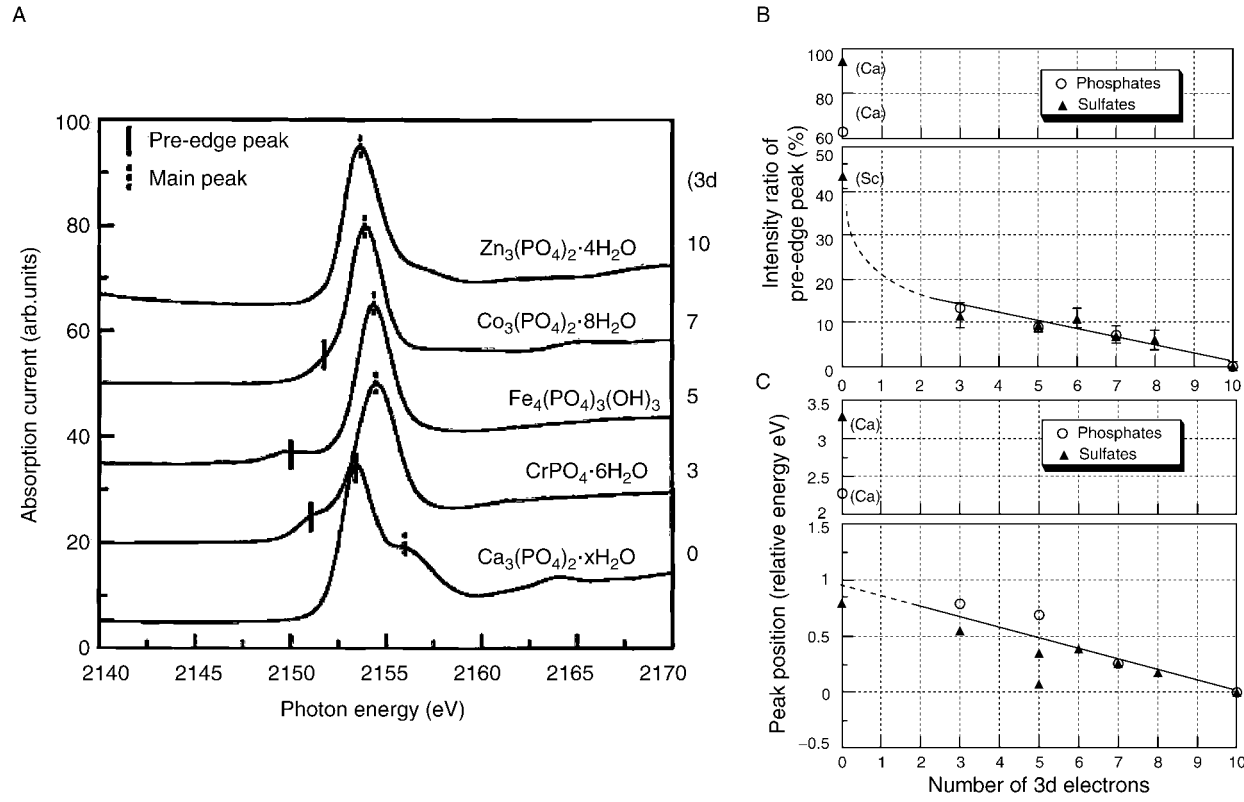 A
Absorption current (arb.units)
100
80
60
40
20
0
Pre-edge peak
Main peak
Zn₃(PO₄)₂·4H₂O
Co₃(PO₄)₂·8H₂O
Fe₄(PO₄)₃(OH)₃
CrPO₄·6H₂O
Ca₃(PO₄)₂·xH₂O
(3d
10
7
5
3
0
2140 2145 2150 2155 2160 2165 2170
Photon energy (eV)
B
Intensity ratio of
pre-edge peak (%)
100
80
60
50
40
30
20
10
0
(Ca)
(Ca)
(Sc)
Phosphates
Sulfates
0 1 2 3 4 5 6 7 8 9 10
C
Peak position (relative energy eV)
3.5
3
2.5
2
1.5
1
0.5
0
−0.5
(Ca)
(Ca)
Phosphates
Sulfates
0 1 2 3 4 5 6 7 8 9 10
Number of 3d electrons